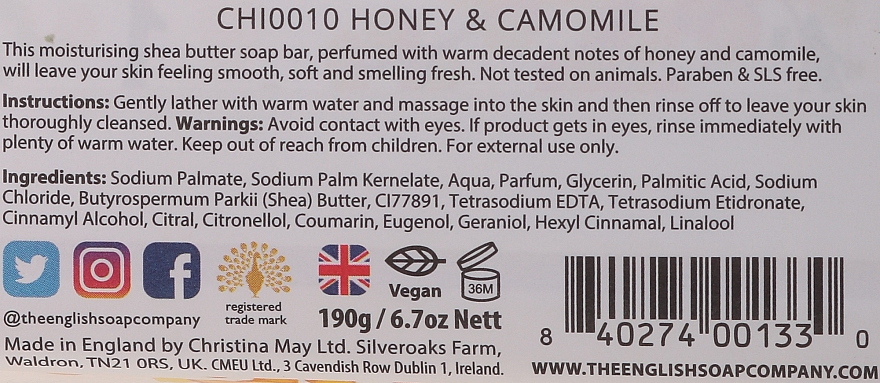 CHI0010 HONEY & CAMOMILE
This moisturising shea butter soap bar, perfumed with warm decadent notes of honey and camomile,
will leave your skin feeling smooth, soft and smelling fresh. Not tested on animals. Paraben & SLS free.
Instructions: Gently lather with warm water and massage into the skin and then rinse off to leave your skin
thoroughly cleansed. Warnings: Avoid contact with eyes. If product gets in eyes, rinse immediately with
plenty of warm water. Keep out of reach from children. For external use only.
Ingredients: Sodium Palmate, Sodium Palm Kernelate, Aqua, Parfum, Glycerin, Palmitic Acid, Sodium
Chloride, Butyrospermum Parkii (Shea) Butter, CI77891, Tetrasodium EDTA, Tetrasodium Etidronate,
Cinnamyl Alcohol, Citral, Citronellol, Coumarin, Eugenol, Geraniol, Hexyl Cinnamal, Linalool
Vegan
36M
registered
trade mark
@theenglishsoapcompany
190g / 6.7oz Nett
Made in England by Christina May Ltd. Silveroaks Farm,
Waldron, TN21 0RS, UK. CMEU Ltd., 3 Cavendish Row Dublin 1, Ireland.
8 40274 00133 0
WWW.THEENGLISHSOAPCOMPANY.COM